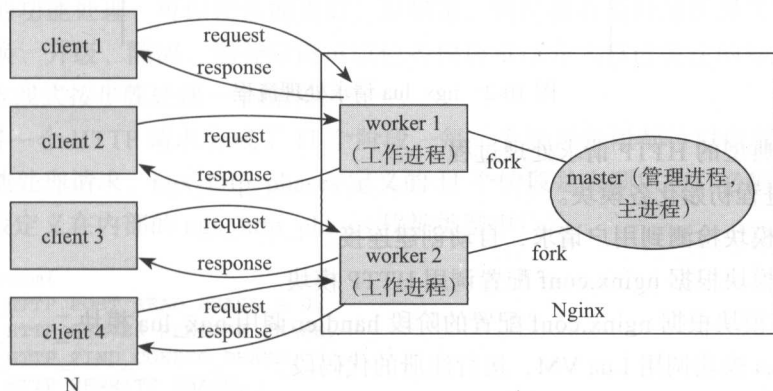 client 1
request
response
client 2
request
response
worker 1
(工作进程)
fork
master(管理进程,
主进程)
client 3
request
response
worker 2
(工作进程)
fork
client 4
request
response
Nginx
N